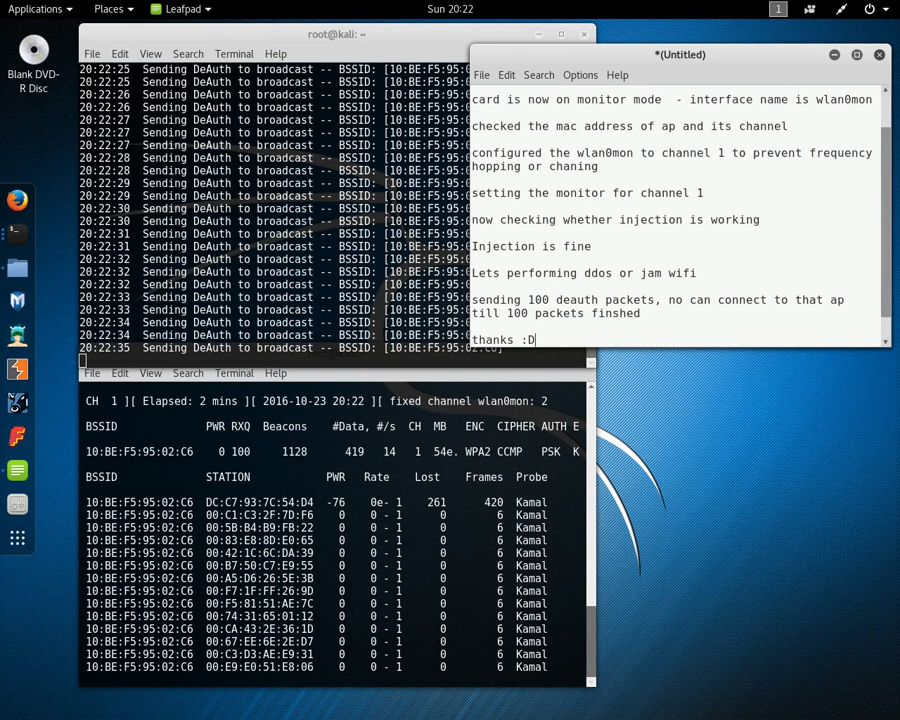 Applications Places Leafpad Sun 20:22 1
Blank DVD-
R Disc
root@kali: ~
File Edit View Search Terminal Help
20:22:25 Sending DeAuth to broadcast -- BSSID: [10:BE:F5:95:0
20:22:25 Sending DeAuth to broadcast -- BSSID: [10:BE:F5:95:0
20:22:26 Sending DeAuth to broadcast -- BSSID: [10:BE:F5:95:0
20:22:26 Sending DeAuth to broadcast -- BSSID: [10:BE:F5:95:0
20:22:27 Sending DeAuth to broadcast -- BSSID: [10:BE:F5:95:0
20:22:27 Sending DeAuth to broadcast -- BSSID: [10:BE:F5:95:0
20:22:27 Sending DeAuth to broadcast -- BSSID: [10:BE:F5:95:0
20:22:28 Sending DeAuth to broadcast -- BSSID: [10:BE:F5:95:0
20:22:28 Sending DeAuth to broadcast -- BSSID: [10:BE:F5:95:0
20:22:29 Sending DeAuth to broadcast -- BSSID: [10:BE:F5:95:0
20:22:29 Sending DeAuth to broadcast -- BSSID: [10:BE:F5:95:0
20:22:30 Sending DeAuth to broadcast -- BSSID: [10:BE:F5:95:0
20:22:30 Sending DeAuth to broadcast -- BSSID: [10:BE:F5:95:0
20:22:31 Sending DeAuth to broadcast -- BSSID: [10:BE:F5:95:0
20:22:31 Sending DeAuth to broadcast -- BSSID: [10:BE:F5:95:0
20:22:32 Sending DeAuth to broadcast -- BSSID: [10:BE:F5:95:0
20:22:32 Sending DeAuth to broadcast -- BSSID: [10:BE:F5:95:0
20:22:32 Sending DeAuth to broadcast -- BSSID: [10:BE:F5:95:0
20:22:33 Sending DeAuth to broadcast -- BSSID: [10:BE:F5:95:0
20:22:33 Sending DeAuth to broadcast -- BSSID: [10:BE:F5:95:0
20:22:34 Sending DeAuth to broadcast -- BSSID: [10:BE:F5:95:0
20:22:34 Sending DeAuth to broadcast -- BSSID: [10:BE:F5:95:0
20:22:35 Sending DeAuth to broadcast -- BSSID: [10:BE:F5:95:02:C6]
*(Untitled)
File Edit Search Options Help
card is now on monitor mode  - interface name is wlan0mon
checked the mac address of ap and its channel
configured the wlan0mon to channel 1 to prevent frequency
hopping or chaning
setting the monitor for channel 1
now checking whether injection is working
Injection is fine
Lets performing ddos or jam wifi
sending 100 deauth packets, no can connect to that ap
till 100 packets finshed
thanks :D
File Edit View Search Terminal Help
CH  1 ][ Elapsed: 2 mins ][ 2016-10-23 20:22 ][ fixed channel wlan0mon: 2
BSSID PWR RXQ Beacons #Data, #/s CH MB ENC CIPHER AUTH E
10:BE:F5:95:02:C6 0 100 1128 419 14 1 54e. WPA2 CCMP PSK K
BSSID STATION PWR Rate Lost Frames Probe
10:BE:F5:95:02:C6 DC:C7:93:7C:54:D4 -76 0e- 1 261 420 Kamal
10:BE:F5:95:02:C6 00:C1:C3:2F:7D:F6 0 0 - 1 0 6 Kamal
10:BE:F5:95:02:C6 00:5B:B4:B9:FB:22 0 0 - 1 0 6 Kamal
10:BE:F5:95:02:C6 00:83:E8:8D:E0:65 0 0 - 1 0 6 Kamal
10:BE:F5:95:02:C6 00:42:1C:6C:DA:39 0 0 - 1 0 6 Kamal
10:BE:F5:95:02:C6 00:B7:50:C7:E9:55 0 0 - 1 0 6 Kamal
10:BE:F5:95:02:C6 00:A5:D6:26:5E:3B 0 0 - 1 0 6 Kamal
10:BE:F5:95:02:C6 00:F7:1F:FF:26:9D 0 0 - 1 0 6 Kamal
10:BE:F5:95:02:C6 00:F5:81:51:AE:7C 0 0 - 1 0 6 Kamal
10:BE:F5:95:02:C6 00:74:31:65:01:12 0 0 - 1 0 6 Kamal
10:BE:F5:95:02:C6 00:CA:43:2E:36:1D 0 0 - 1 0 6 Kamal
10:BE:F5:95:02:C6 00:67:EE:6E:2E:D7 0 0 - 1 0 6 Kamal
10:BE:F5:95:02:C6 00:C3:D3:AE:E9:31 0 0 - 1 0 6 Kamal
10:BE:F5:95:02:C6 00:E9:E0:51:E8:06 0 0 - 1 0 6 Kamal